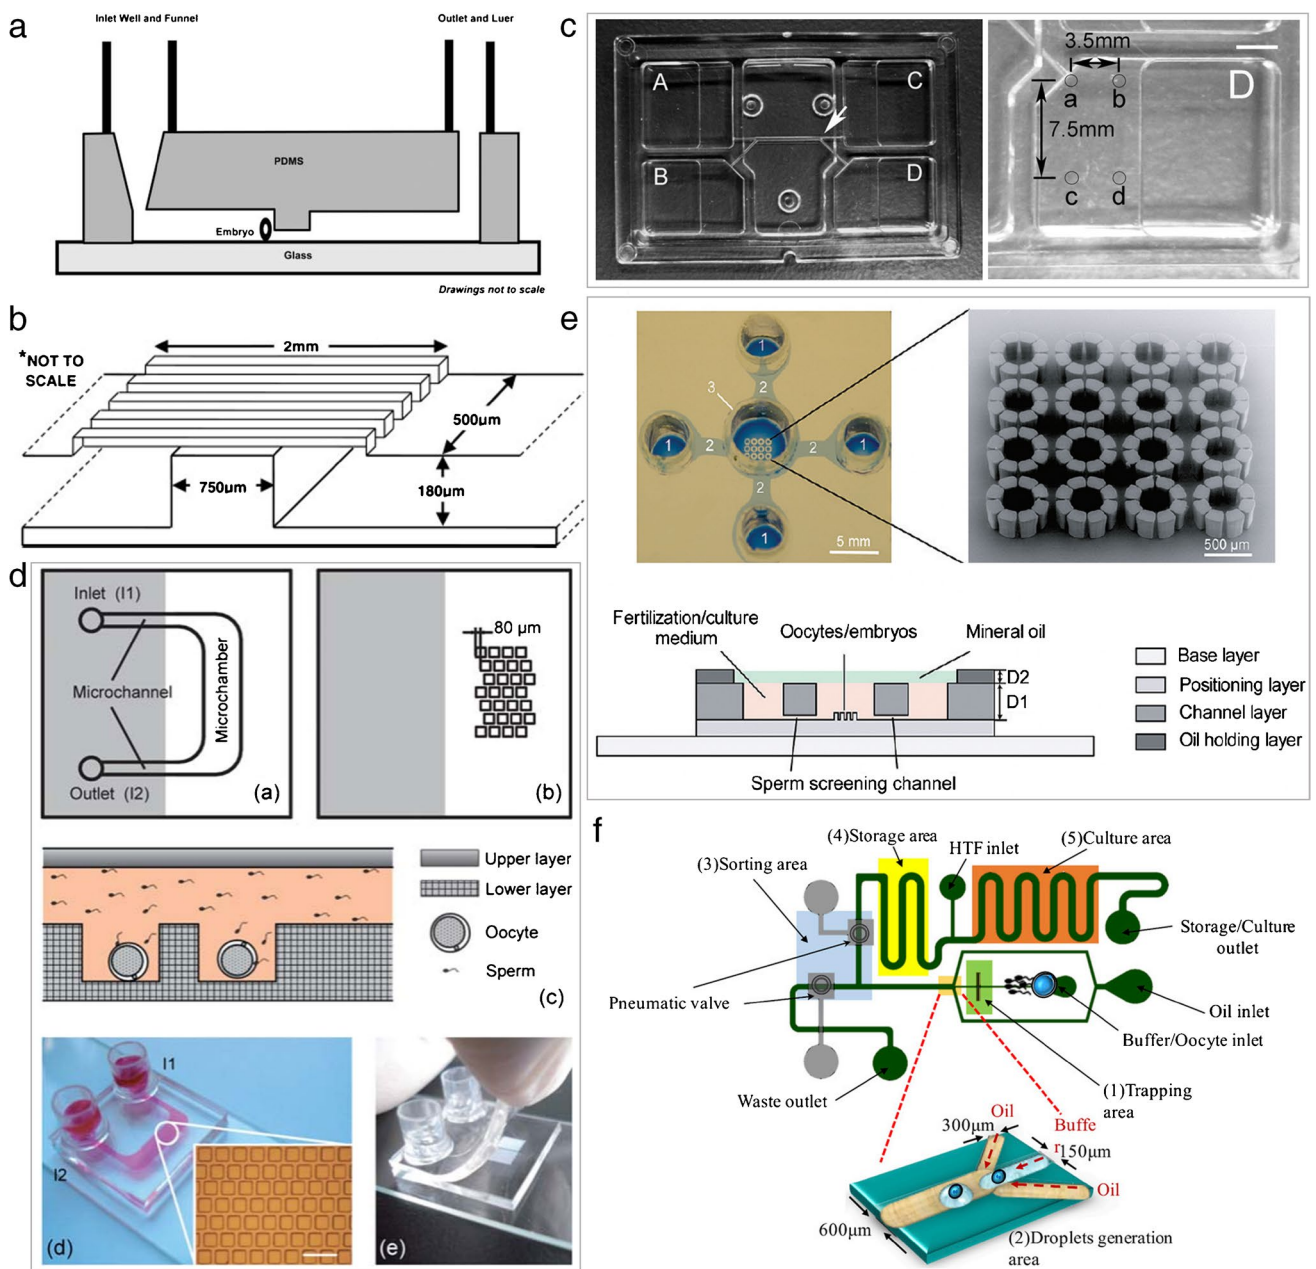 a
Inlet Well and Funnel
Outlet and Luer
PDMS
Embryo
Glass
Drawings not to scale
b
*NOT TO
SCALE
2mm
500µm
750µm
180µm
c
A
C
B
D
3.5mm
D
a
b
7.5mm
c
d
d
Inlet (I1)
Microchannel
Microchamber
Outlet (I2)
(a)
80 µm
(b)
Upper layer
Lower layer
Oocyte
Sperm
(c)
I1
I2
(d)
(e)
e
1
2
3
1
2
2
1
2
1
5 mm
500 µm
Fertilization/culture
medium
Oocytes/embryos
Mineral oil
D2
D1
Sperm screening channel
Base layer
Positioning layer
Channel layer
Oil holding layer
f
(4)Storage area
HTF inlet
(5)Culture area
(3)Sorting area
Storage/Culture
outlet
Pneumatic valve
Oil inlet
Buffer/Oocyte inlet
Waste outlet
(1)Trapping
area
300µm
Oil
Buffe
r
150µm
Oil
600µm
(2)Droplets generation
area